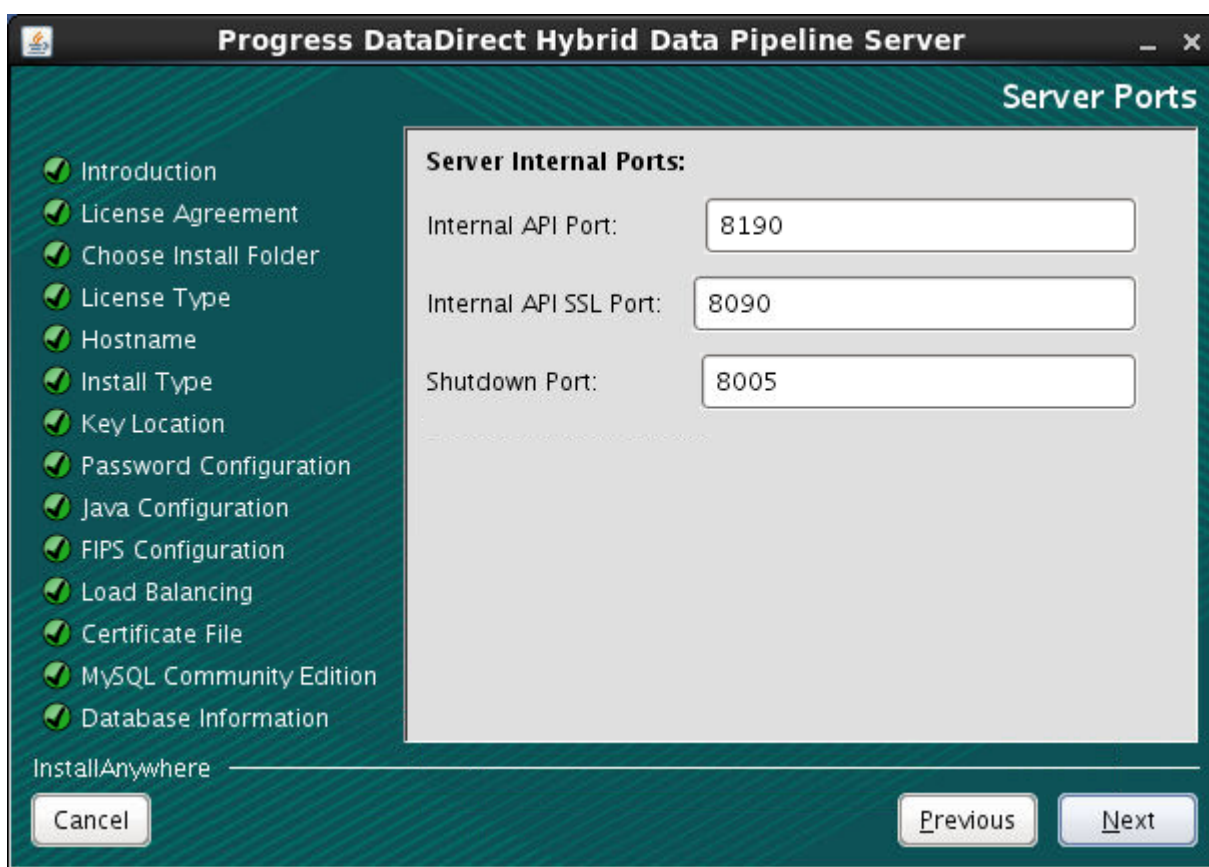 Progress DataDirect Hybrid Data Pipeline Server
Server Ports
Introduction
License Agreement
Choose Install Folder
License Type
Hostname
Install Type
Key Location
Password Configuration
Java Configuration
FIPS Configuration
Load Balancing
Certificate File
MySQL Community Edition
Database Information
Server Internal Ports:
Internal API Port: 8190
Internal API SSL Port: 8090
Shutdown Port: 8005
InstallAnywhere
Cancel
Previous
Next